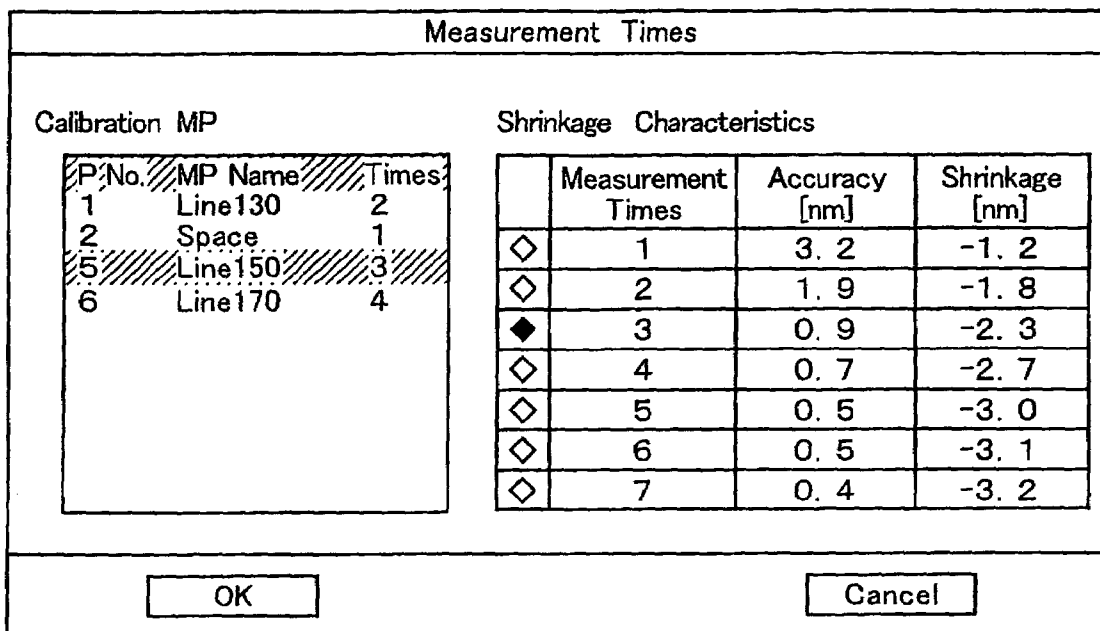 Measurement Times
Calibration MP
P No. MP Name Times
1 Line130 2
2 Space 1
5 Line150 3
6 Line170 4
Shrinkage Characteristics
Measurement Times Accuracy [nm] Shrinkage [nm]
1 3.2 -1.2
2 1.9 -1.8
3 0.9 -2.3
4 0.7 -2.7
5 0.5 -3.0
6 0.5 -3.1
7 0.4 -3.2
OK Cancel